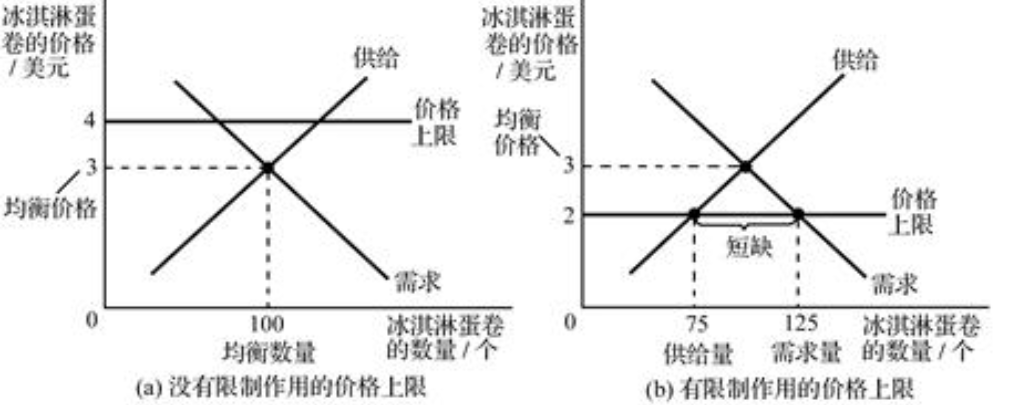 冰淇淋蛋
卷的价格
/ 美元
供给
4
价格
上限
3
均衡价格
需求
0
100
均衡数量
冰淇淋蛋卷
的数量 / 个
(a) 没有限制作用的价格上限
冰淇淋蛋
卷的价格
/ 美元
供给
均衡
价格
3
价格
上限
2
短缺
需求
0
75
供给量
125
需求量
冰淇淋蛋卷
的数量 / 个
(b) 有限制作用的价格上限